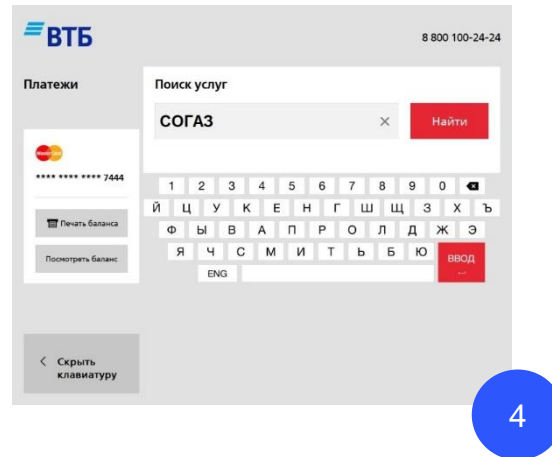 ВТБ
8 800 100-24-24
Платежи
Поиск услуг
СОГАЗ ×
Найти
MasterCard
**** **** **** 7444
Печать баланса
Посмотреть баланс
1 2 3 4 5 6 7 8 9 0
Й Ц У К Е Н Г Ш Щ З Х Ъ
Ф Ы В А П Р О Л Д Ж Э
Я Ч С М И Т Ь Б Ю
ВВОД
ENG
< Скрыть
клавиатуру
4